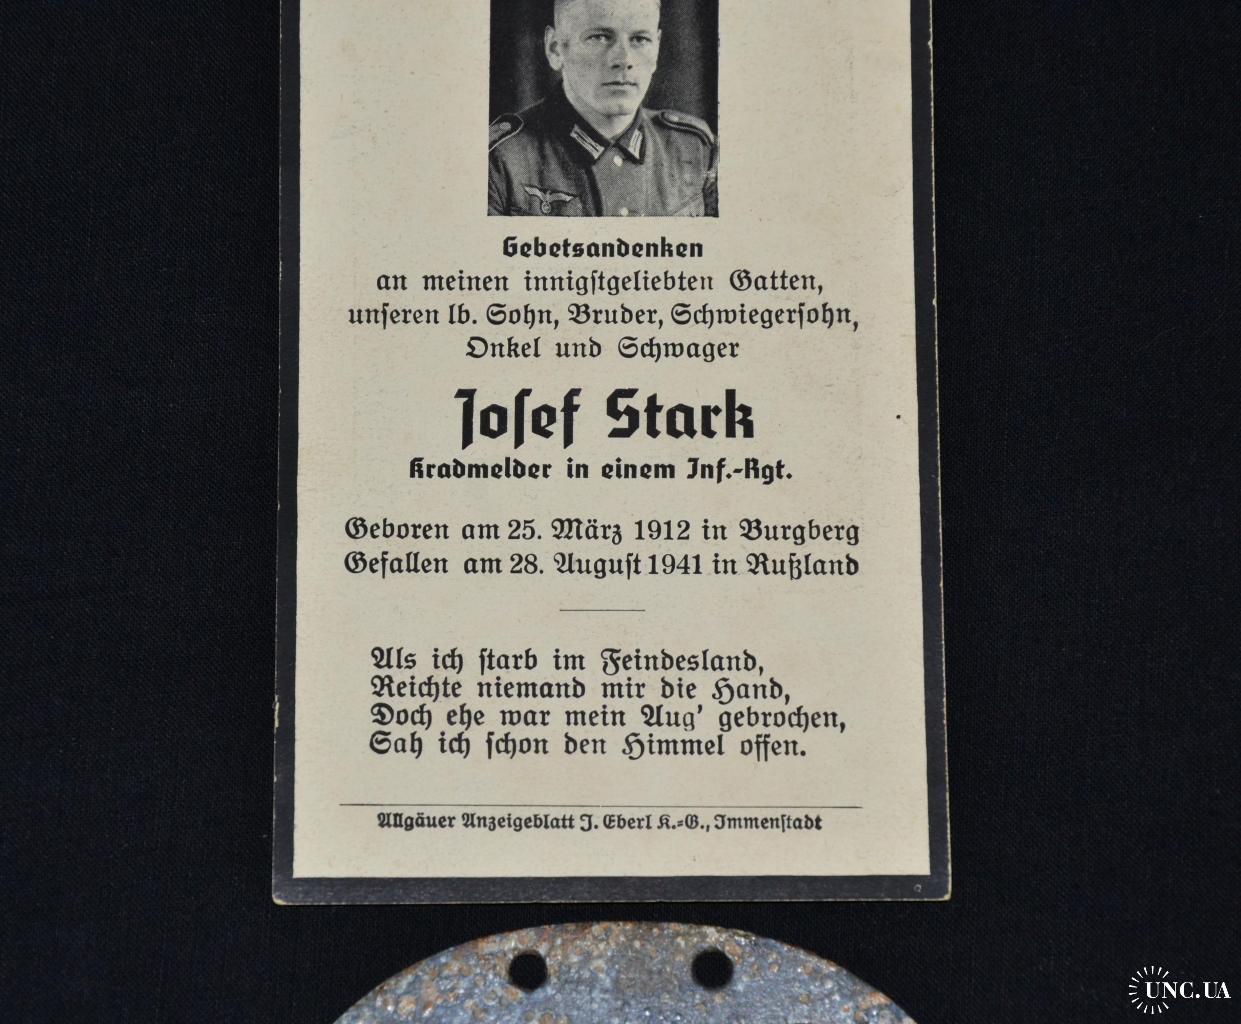 Gebetsandenken
an meinen innigstgeliebten Gatten,
unseren lb. Sohn, Bruder, Schwiegersohn,
Onkel und Schwager
Josef Stark
Kradmelder in einem Inf.-Rgt.
Geboren am 25. März 1912 in Burgberg
Gefallen am 28. August 1941 in Rußland
Als ich starb im Feindesland,
Reichte niemand mir die Hand,
Doch ehe war mein Aug' gebrochen,
Sah ich schon den Himmel offen.
Allgäuer Anzeigeblatt J. Eberl K.-G., Immenstadt
UNC.UA